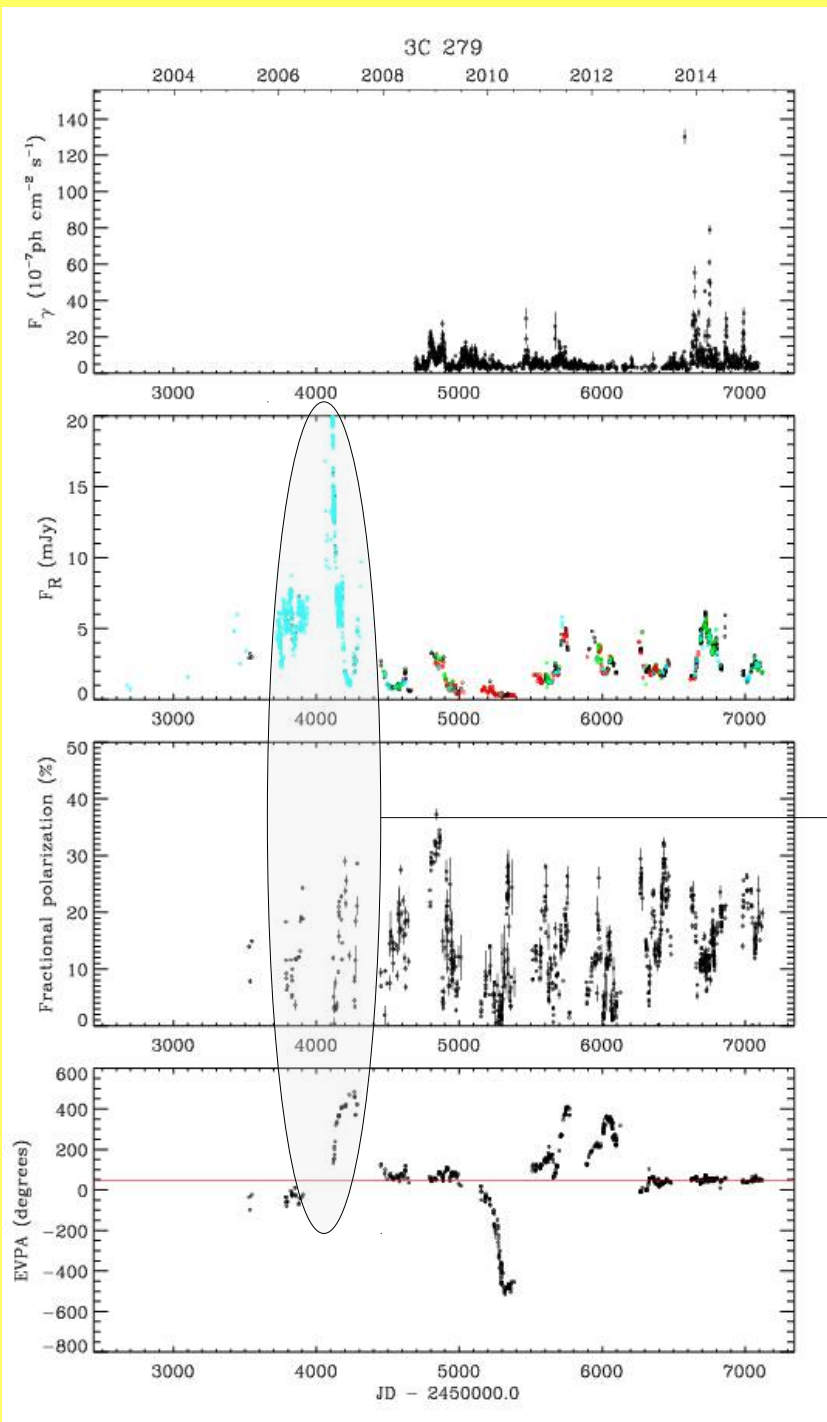 3C 279
2004 2006 2008 2010 2012 2014
F_γ (10⁻⁷ph cm⁻² s⁻¹)
140
120
100
80
60
40
20
0
3000 4000 5000 6000 7000
F_R (mJy)
20
15
10
5
0
3000 4000 5000 6000 7000
Fractional polarization (%)
50
40
30
20
10
0
3000 4000 5000 6000 7000
EVPA (degrees)
600
400
200
0
−200
−400
−600
−800
3000 4000 5000 6000 7000
JD − 2450000.0